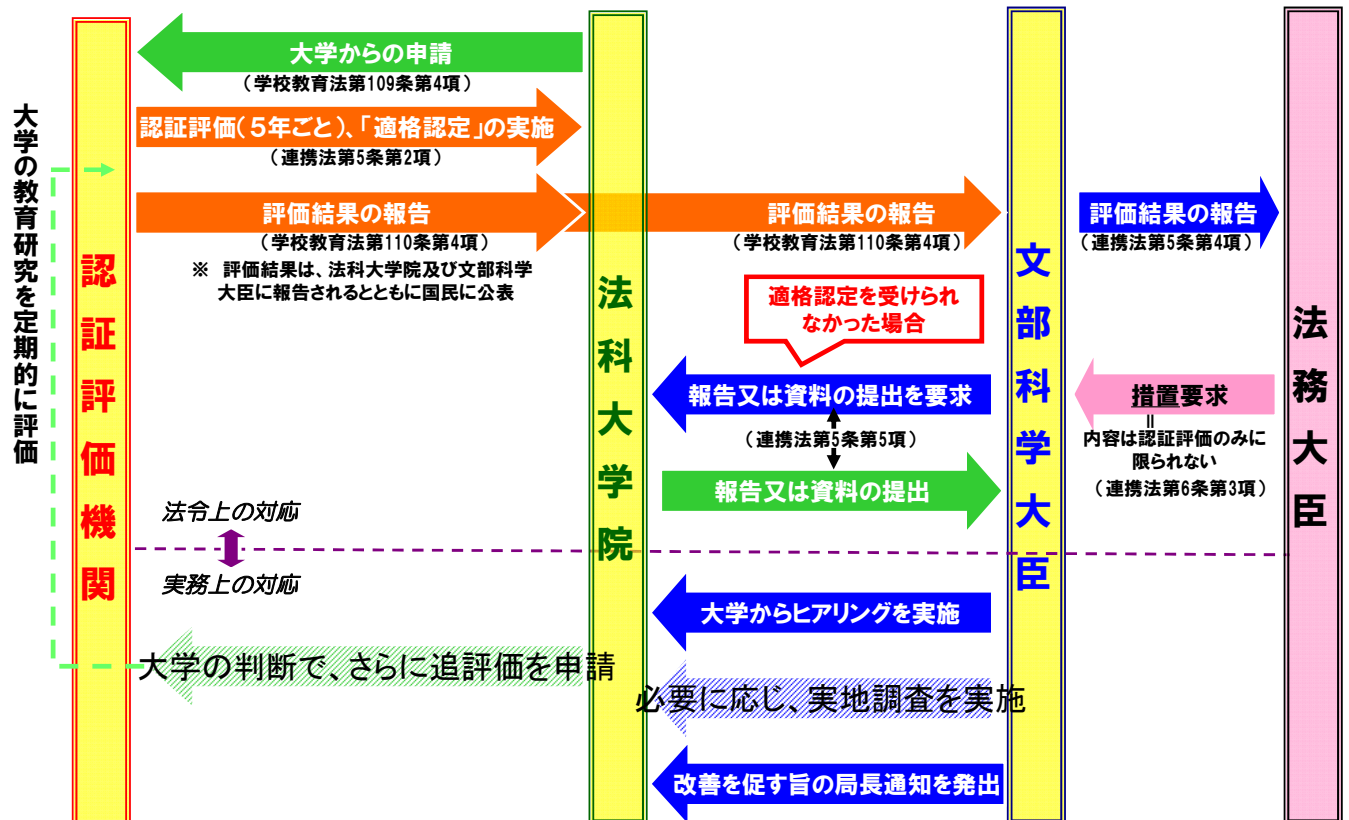 大学からの申請
（学校教育法第109条第4項）
認証評価（５年ごと）、「適格認定」の実施
（連携法第5条第2項）
評価結果の報告
（学校教育法第110条第4項）
※　評価結果は、法科大学院及び文部科学
大臣に報告されるとともに国民に公表
評価結果の報告
（学校教育法第110条第4項）
評価結果の報告
（連携法第5条第4項）
適格認定を受けられ
なかった場合
報告又は資料の提出を要求
（連携法第5条第5項）
報告又は資料の提出
措置要求
＝
内容は認証評価のみに
限られない
（連携法第6条第3項）
大学の教育研究を定期的に評価
認証評価機関
法科大学院
文部科学大臣
法務大臣
法令上の対応
実務上の対応
大学からヒアリングを実施
大学の判断で、さらに追評価を申請
必要に応じ、実地調査を実施
改善を促す旨の局長通知を発出